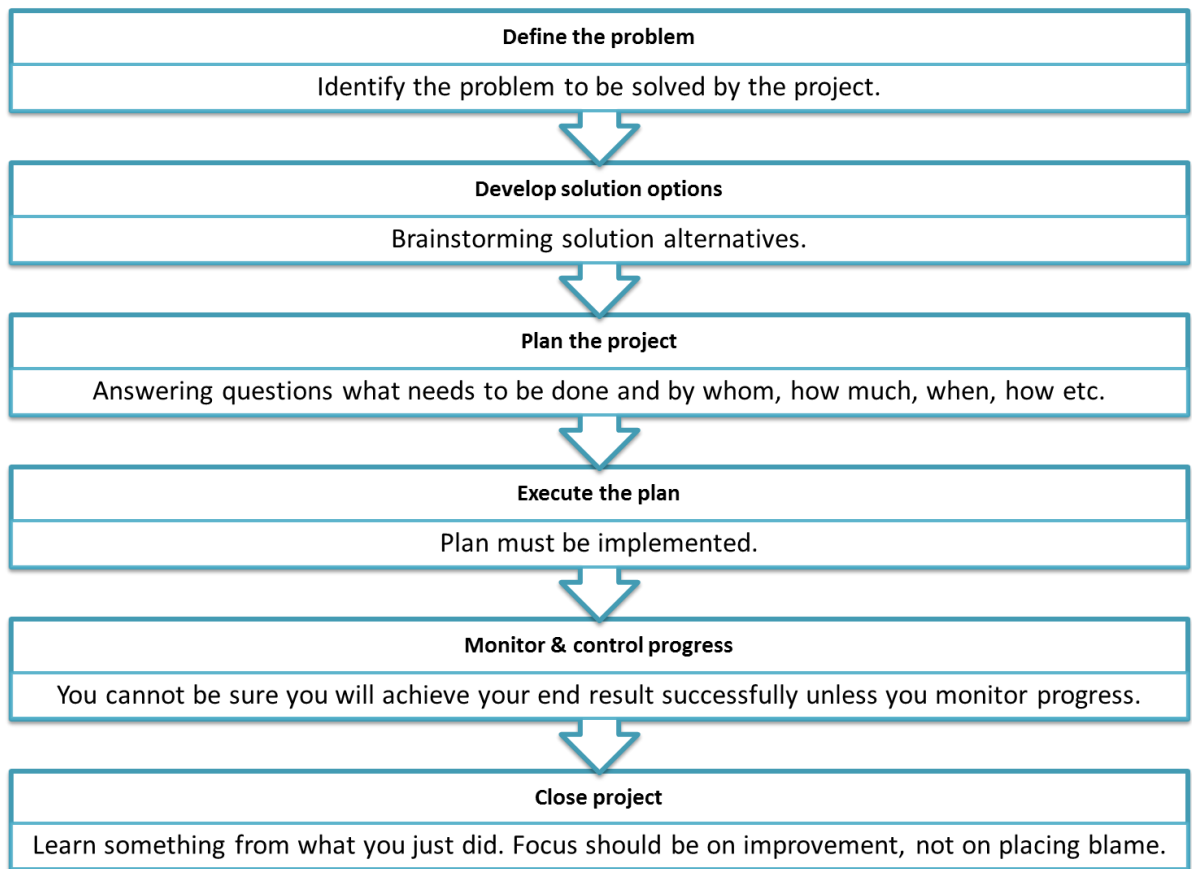 Define the problem
Identify the problem to be solved by the project.
Develop solution options
Brainstorming solution alternatives.
Plan the project
Answering questions what needs to be done and by whom, how much, when, how etc.
Execute the plan
Plan must be implemented.
Monitor & control progress
You cannot be sure you will achieve your end result successfully unless you monitor progress.
Close project
Learn something from what you just did. Focus should be on improvement, not on placing blame.